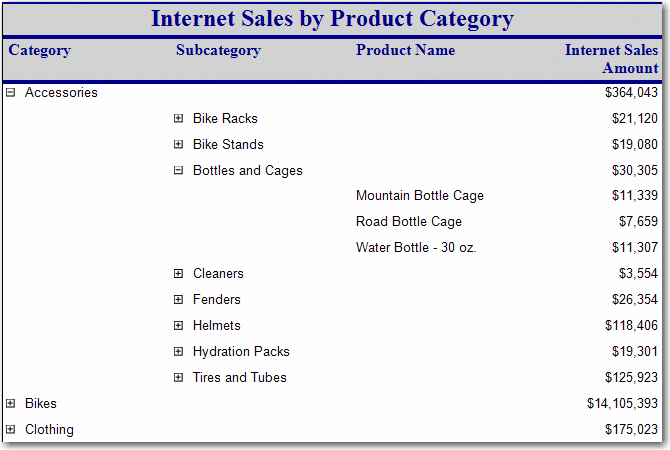 Internet Sales by Product Category
Category Subcategory Product Name Internet Sales
Amount
Accessories $364,043
Bike Racks $21,120
Bike Stands $19,080
Bottles and Cages $30,305
Mountain Bottle Cage $11,339
Road Bottle Cage $7,659
Water Bottle - 30 oz. $11,307
Cleaners $3,554
Fenders $26,354
Helmets $118,406
Hydration Packs $19,301
Tires and Tubes $125,923
Bikes $14,105,393
Clothing $175,023